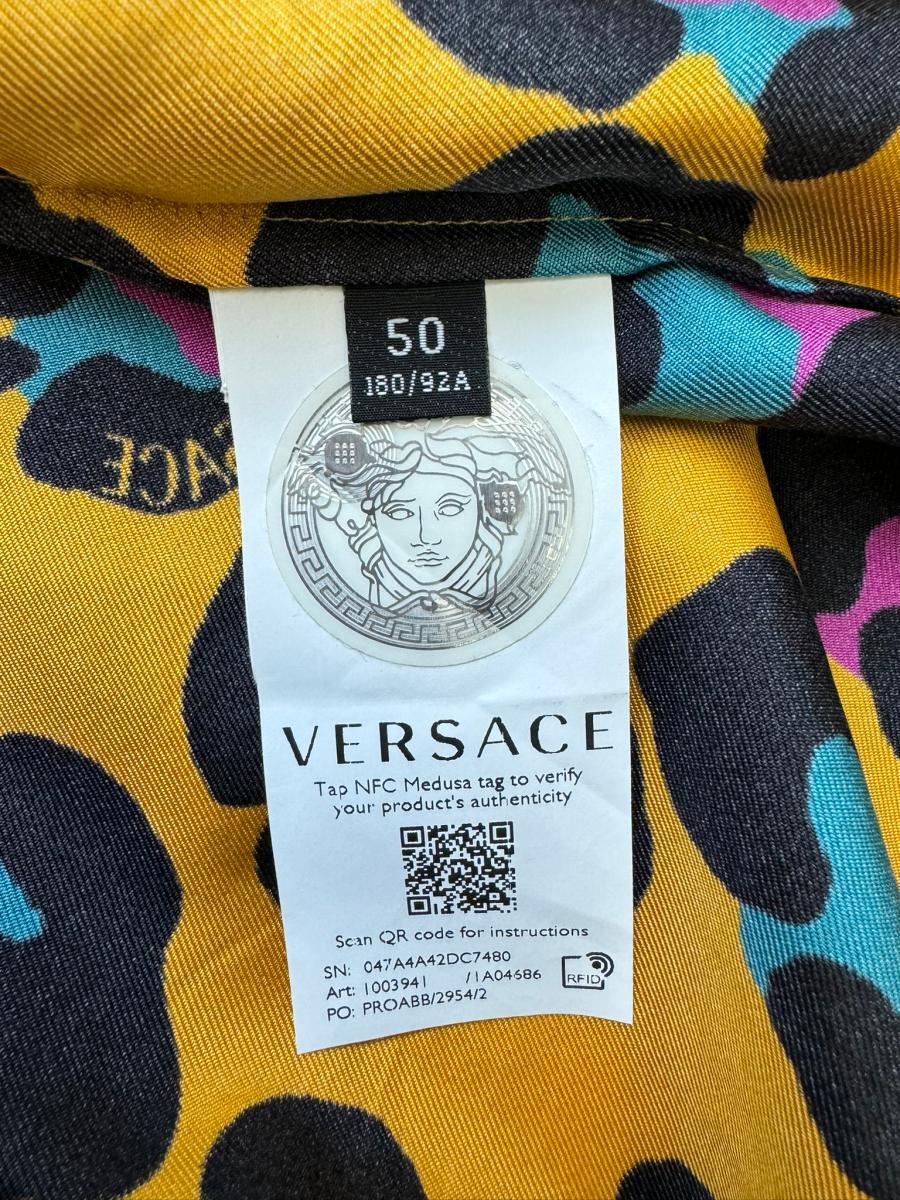 50
180/92A
VERSACE
Tap NFC Medusa tag to verify
your product's authenticity
Scan QR code for instructions
SN: 047A4A42DC7480
Art: 1003941 /1A04686
PO: PROABB/2954/2
RFID